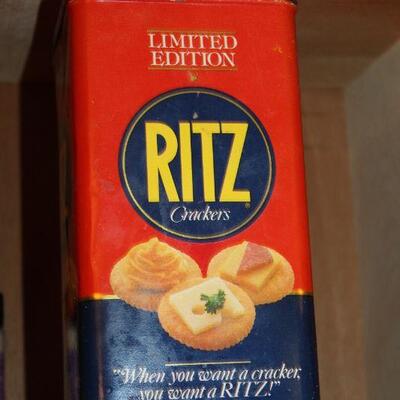 LIMITED
EDITION
RITZ
Crackers
"When you want a cracker,
you want a RITZ!"